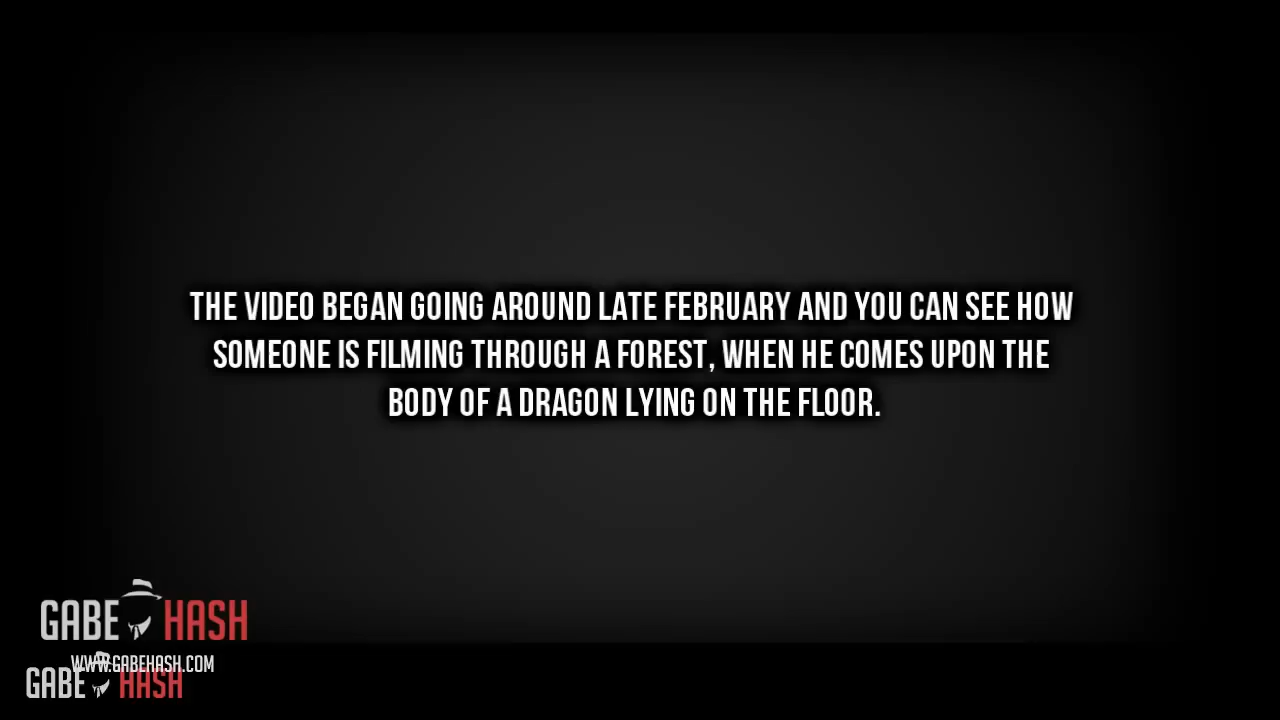 THE VIDEO BEGAN GOING AROUND LATE FEBRUARY AND YOU CAN SEE HOW
SOMEONE IS FILMING THROUGH A FOREST, WHEN HE COMES UPON THE
BODY OF A DRAGON LYING ON THE FLOOR.
GABE HASH
WWW.GABEHASH.COM
GABE HASH